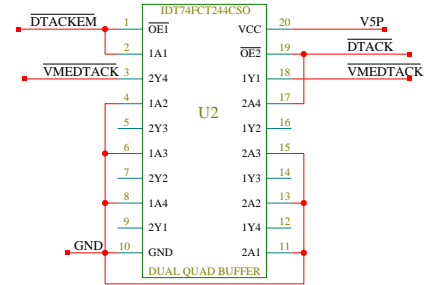 IDT74FCT244CSO
DTACKEM 1 OE1 VCC 20 V5P
2 1A1 OE2 19 DTACK
VMEDTACK 3 2Y4 1Y1 18 VMEDTACK
4 1A2 2A4 17
5 2Y3 U2 1Y2 16
6 1A3 2A3 15
7 2Y2 1Y3 14
8 1A4 2A2 13
9 2Y1 1Y4 12
GND 10 GND 2A1 11
DUAL QUAD BUFFER